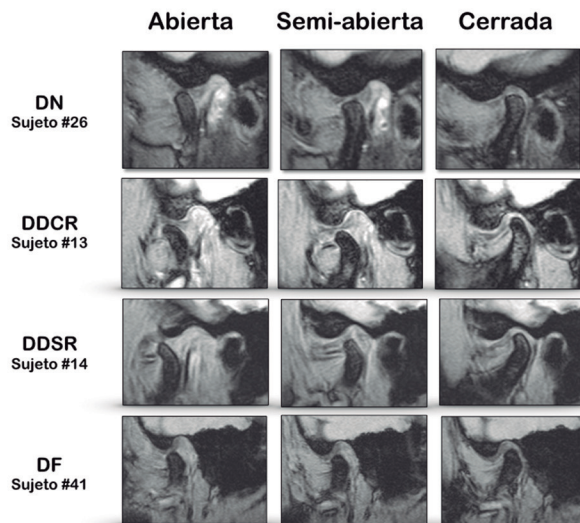 Abierta Semi-abierta Cerrada
DN
Sujeto #26
DDCR
Sujeto #13
DDSR
Sujeto #14
DF
Sujeto #41